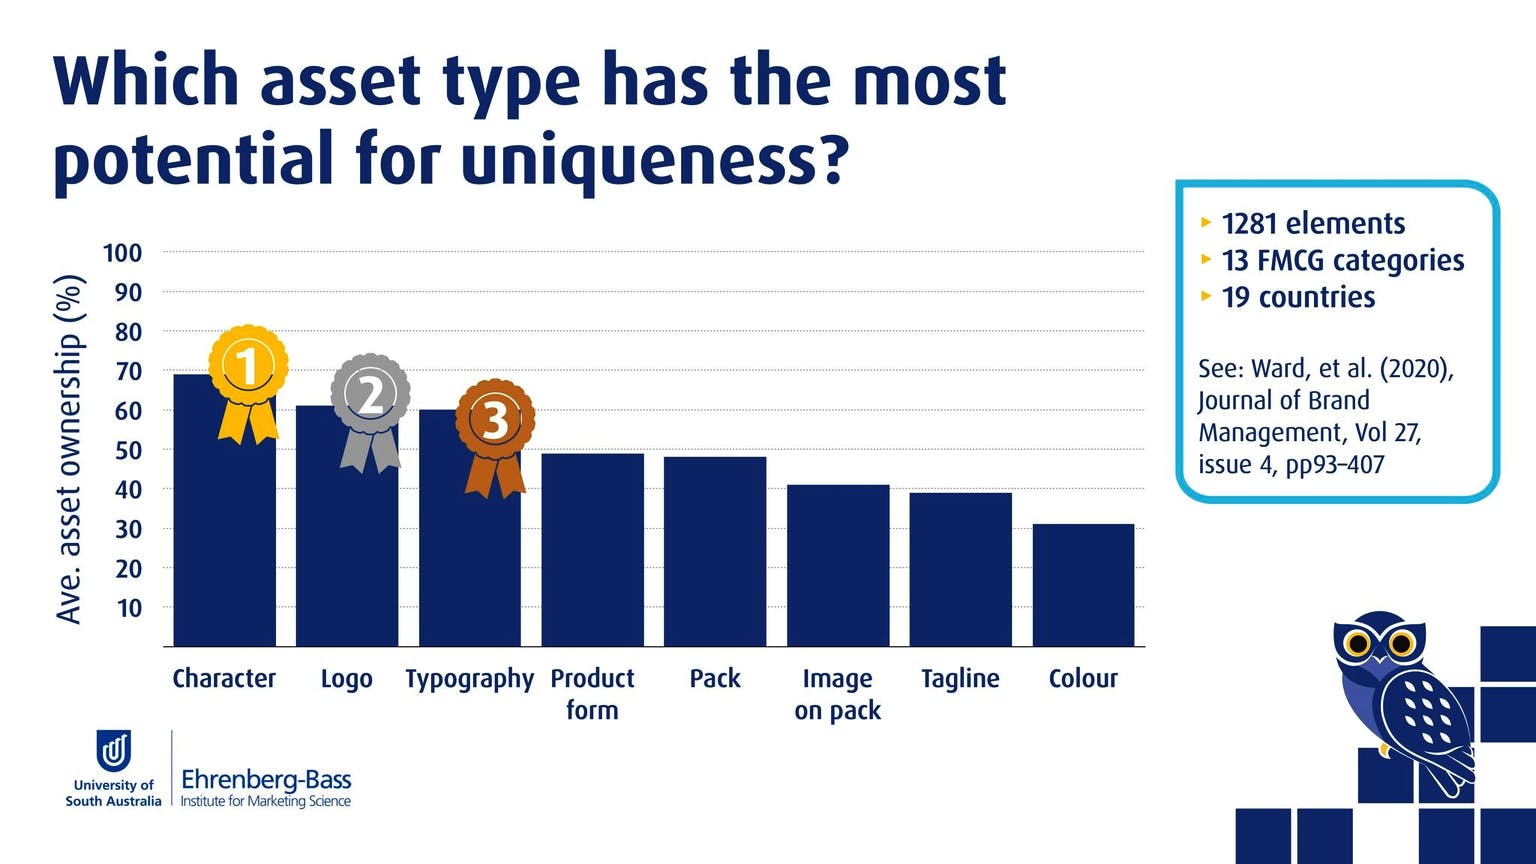 Which asset type has the most
potential for uniqueness?
Ave. asset ownership (%)
100
90
80
70
60
50
40
30
20
10
1
2
3
Character
Logo
Typography
Product
form
Pack
Image
on pack
Tagline
Colour
1281 elements
13 FMCG categories
19 countries
See: Ward, et al. (2020),
Journal of Brand
Management, Vol 27,
issue 4, pp93–407
University of
South Australia
Ehrenberg-Bass
Institute for Marketing Science